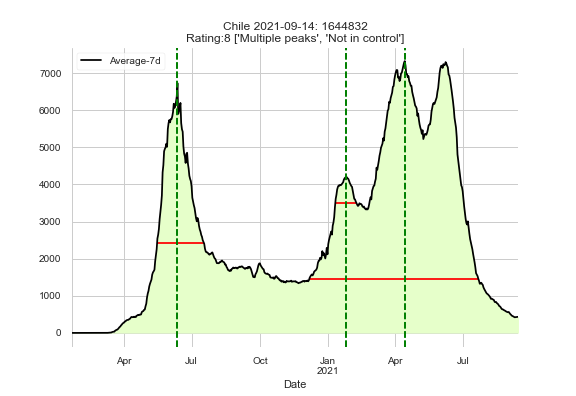 Chile 2021-09-14: 1644832
Rating:8 ['Multiple peaks', 'Not in control']
Average-7d
7000
6000
5000
4000
3000
2000
1000
0
Apr Jul Oct Jan Apr Jul
2021
Date